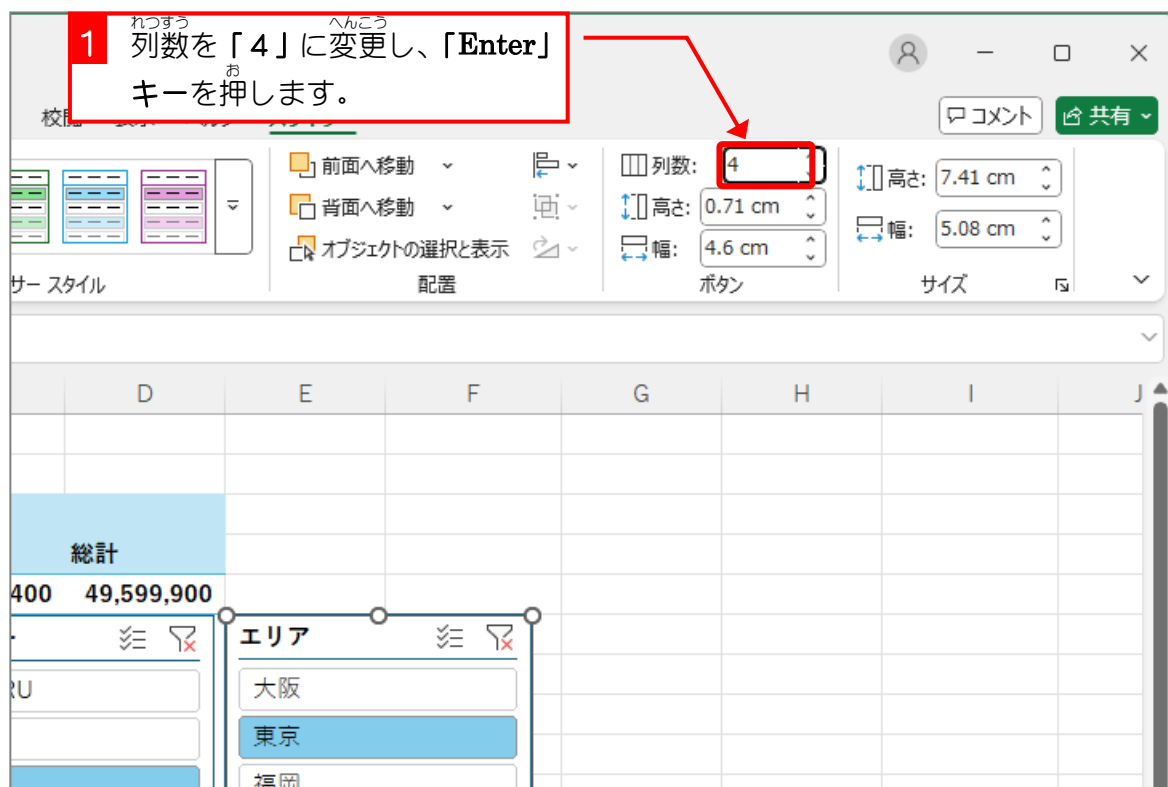 れつすう へんこう
1 列数を「4」に変更し、「Enter」
お
キーを押します。
コメント 共有
前面へ移動
背面へ移動
オブジェクトの選択と表示
配置
列数: 4
高さ: 0.71 cm
幅: 4.6 cm
ボタン
高さ: 7.41 cm
幅: 5.08 cm
サイズ
サー スタイル
D E F G H I J
総計
400 49,599,900
エリア
RU
大阪
東京
福岡